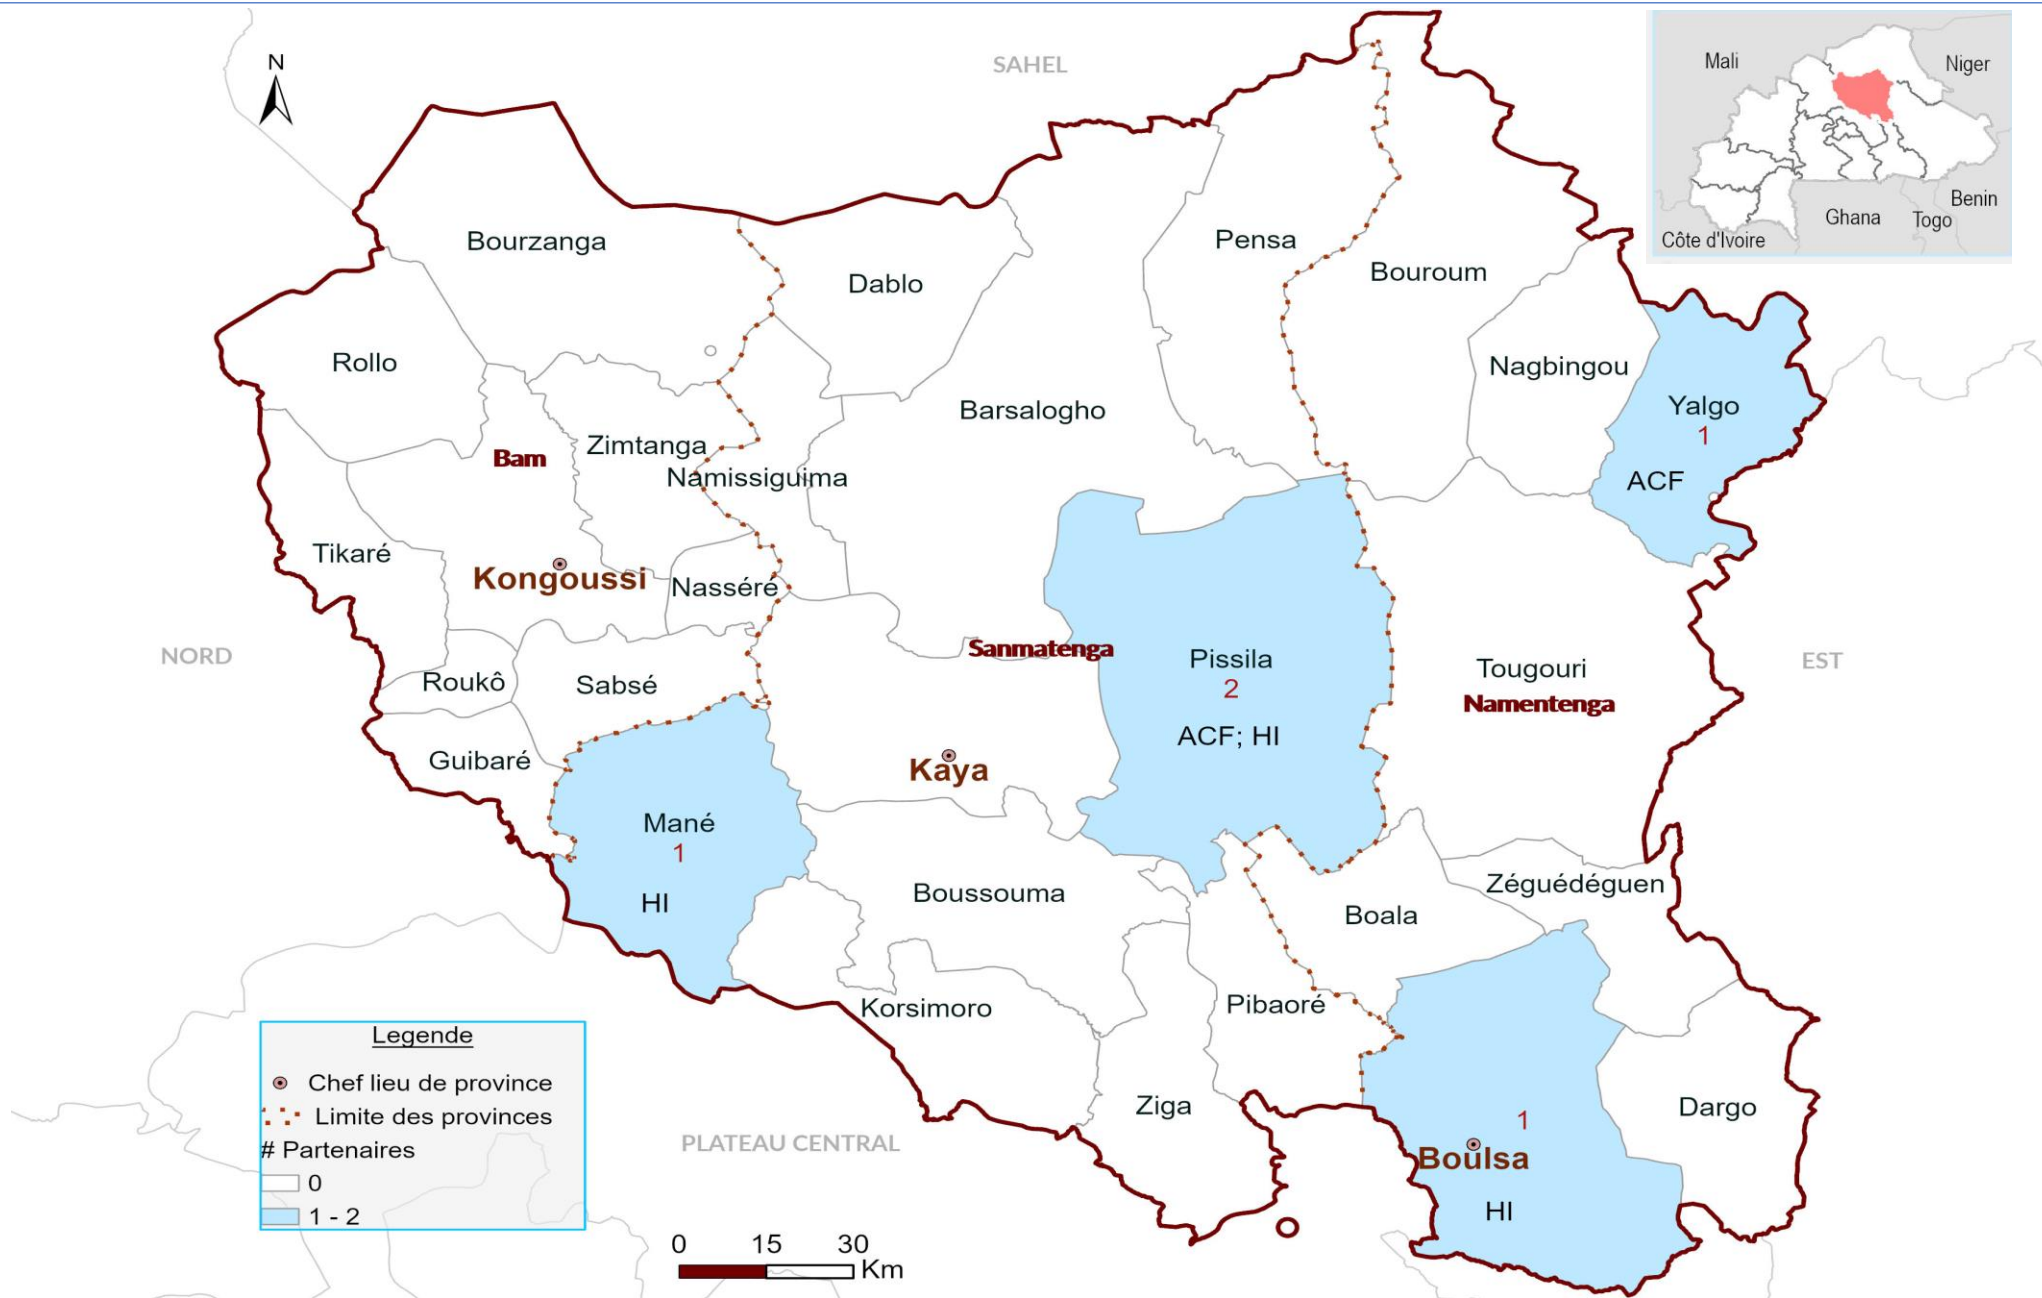 N
SAHEL
Mali
Niger
Benin
Ghana
Togo
Côte d'Ivoire
Bourzanga
Dablo
Pensa
Bouroum
Rollo
Nagbingou
Barsalogho
Yalgo
1
ACF
Zimtanga
Bam
Namissiguima
Tikaré
Kongoussi
Nasséré
NORD
Sanmatenga
Pissila
2
ACF; HI
Tougouri
Namentenga
EST
Roukô
Sabsé
Guibaré
Kaya
Mané
1
HI
Boussouma
Zéguédéguen
Boala
Korsimoro
Pibaoré
Ziga
Dargo
1
Boulsa
HI
PLATEAU CENTRAL
Legende
Chef lieu de province
Limite des provinces
# Partenaires
0
1 - 2
0 15 30
Km